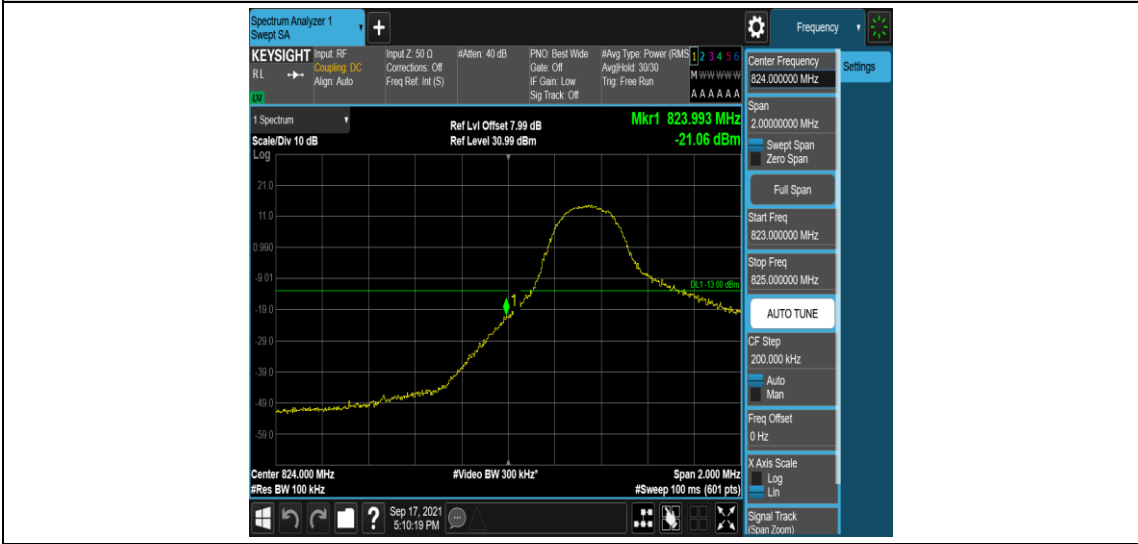 Spectrum Analyzer 1
Swept SA
+
Frequency
KEYSIGHT
RL
LXI
Input: RF
Coupling: DC
Align: Auto
Input Z: 50 Ω
Corrections: Off
Freq Ref: Int (S)
#Atten: 40 dB
PNO: Best Wide
Gate: Off
IF Gain: Low
Sig Track: Off
#Avg Type: Power (RMS
Avg|Hold: 30/30
Trig: Free Run
1 2 3 4 5 6
M W W W W W
A A A A A A
1 Spectrum
Scale/Div 10 dB
Ref Lvl Offset 7.99 dB
Ref Level 30.99 dBm
Mkr1 823.993 MHz
-21.06 dBm
Log
21.0
11.0
0.990
-9.01
-19.0
-29.0
-39.0
-49.0
-59.0
DL1 -13.00 dBm
1
Center 824.000 MHz
#Video BW 300 kHz*
Span 2.000 MHz
#Res BW 100 kHz
#Sweep 100 ms (601 pts)
?
Sep 17, 2021
5:10:19 PM
Center Frequency
824.000000 MHz
Settings
Span
2.00000000 MHz
Swept Span
Zero Span
Full Span
Start Freq
823.000000 MHz
Stop Freq
825.000000 MHz
AUTO TUNE
CF Step
200.000 kHz
Auto
Man
Freq Offset
0 Hz
X Axis Scale
Log
Lin
Signal Track
(Span Zoom)